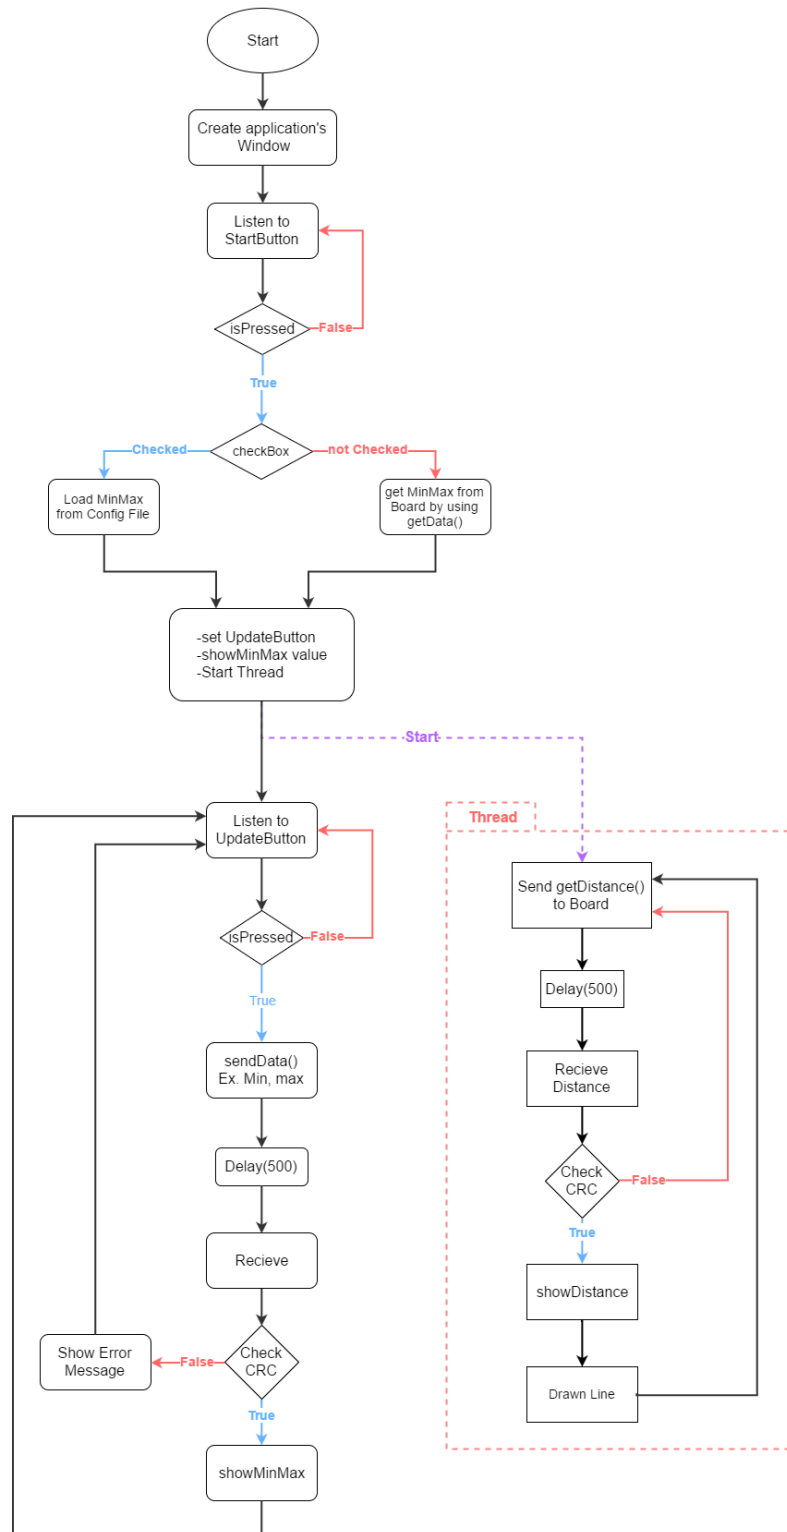 Start
Create application's
Window
Listen to
StartButton
isPressed
False
True
checkBox
Checked
not Checked
Load MinMax
from Config File
get MinMax from
Board by using
getData()
-set UpdateButton
-showMinMax value
-Start Thread
Start
Listen to
UpdateButton
isPressed
False
True
sendData()
Ex. Min, max
Delay(500)
Recieve
Check
CRC
False
Show Error
Message
True
showMinMax
Thread
Send getDistance()
to Board
Delay(500)
Recieve
Distance
Check
CRC
False
True
showDistance
Drawn Line